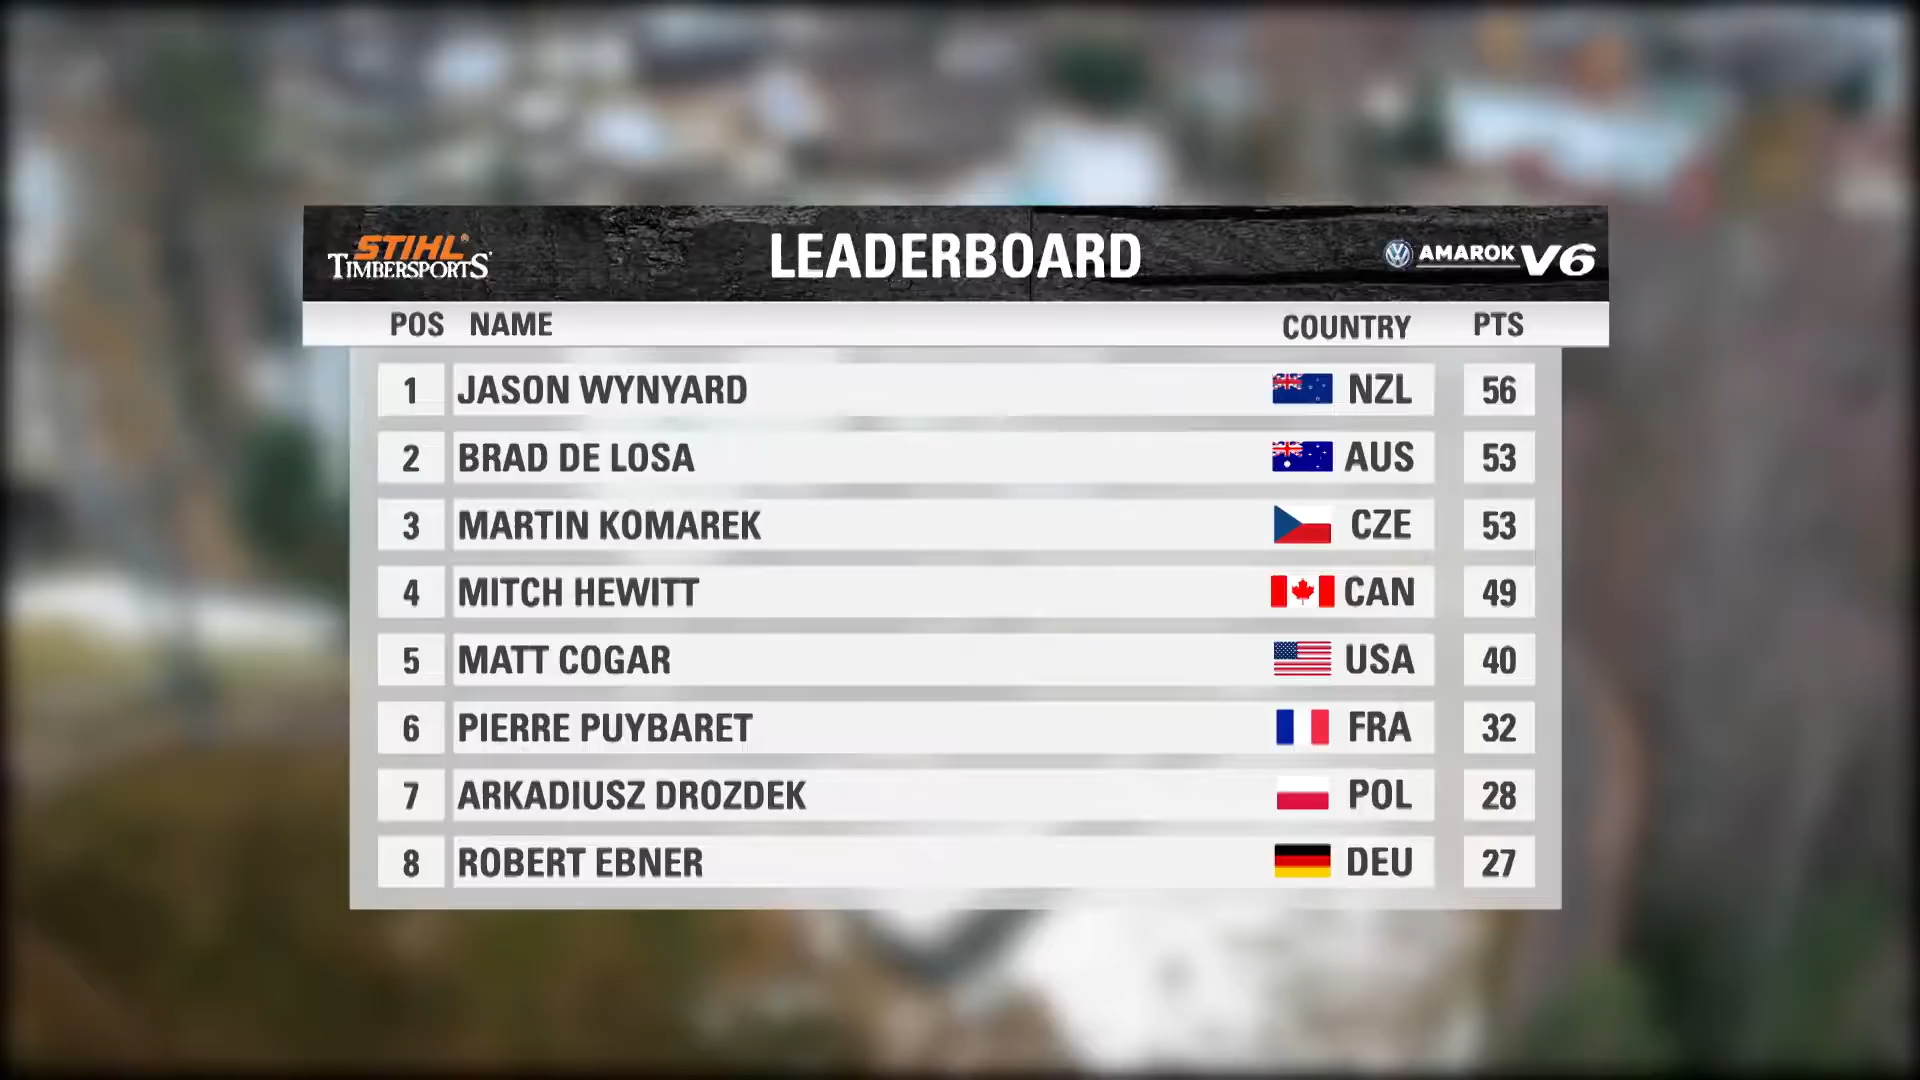 STIHL®
TIMBERSPORTS®
LEADERBOARD
AMAROK V6
POS NAME COUNTRY PTS
1 JASON WYNYARD NZL 56
2 BRAD DE LOSA AUS 53
3 MARTIN KOMAREK CZE 53
4 MITCH HEWITT CAN 49
5 MATT COGAR USA 40
6 PIERRE PUYBARET FRA 32
7 ARKADIUSZ DROZDEK POL 28
8 ROBERT EBNER DEU 27